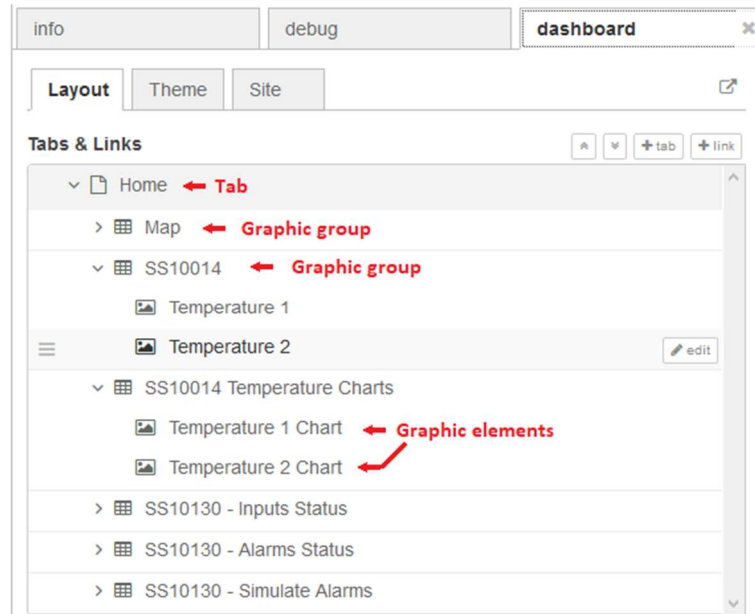 info debug dashboard
Layout Theme Site
Tabs & Links tab link
Home Tab
Map Graphic group
SS10014 Graphic group
Temperature 1
Temperature 2 edit
SS10014 Temperature Charts
Temperature 1 Chart Graphic elements
Temperature 2 Chart
SS10130 - Inputs Status
SS10130 - Alarms Status
SS10130 - Simulate Alarms